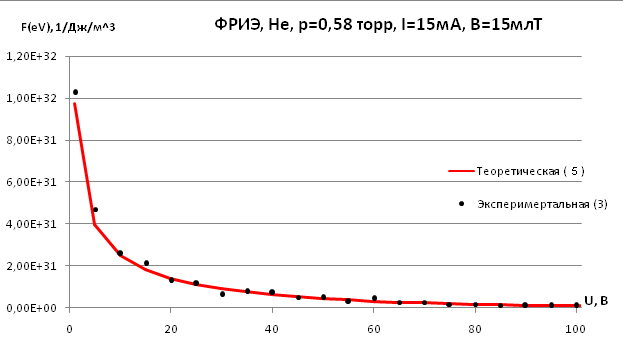 F(eV), 1/Дж/м^3
ФРИЭ, He, p=0,58 торр, I=15мА, B=15млТ
1,20E+32
1,00E+32
8,00E+31
6,00E+31
4,00E+31
2,00E+31
0,00E+00
Теоретическая ( 5 )
Экспериментальная (3)
0
20
40
60
80
100
U, В